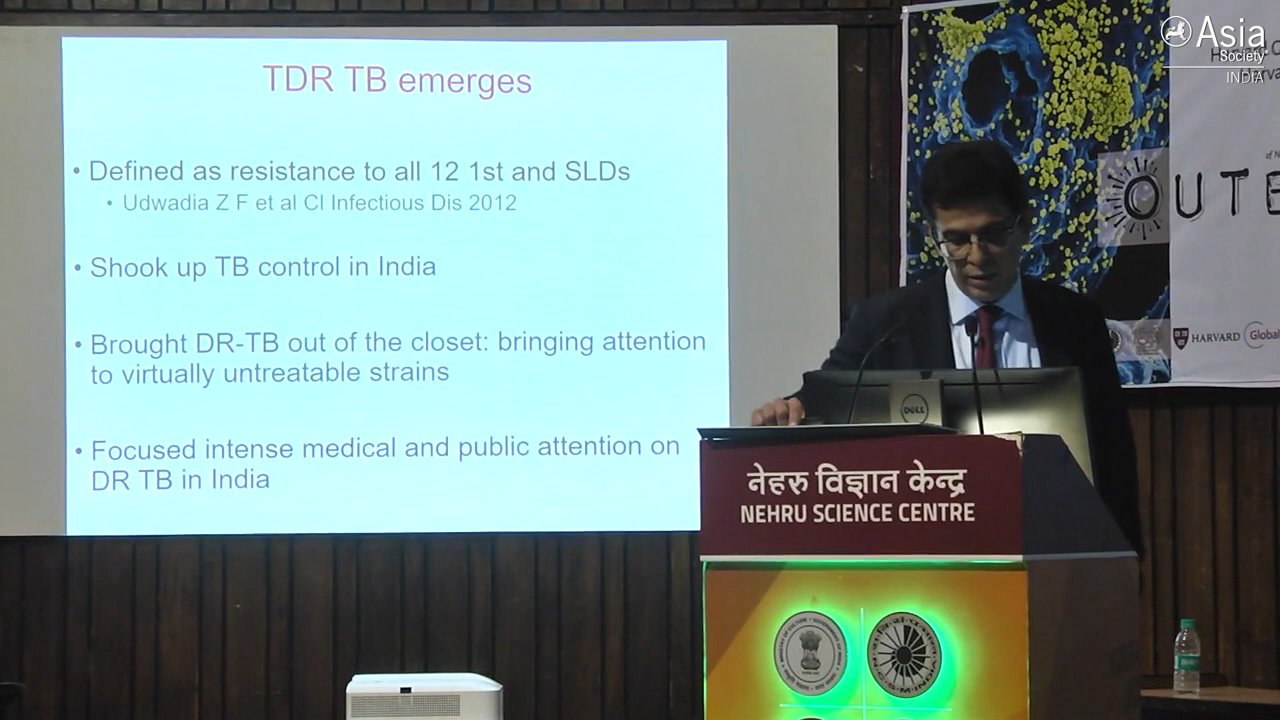 TDR TB emerges
• Defined as resistance to all 12 1st and SLDs
• Udwadia Z F et al Cl Infectious Dis 2012
• Shook up TB control in India
• Brought DR-TB out of the closet: bringing attention
to virtually untreatable strains
• Focused intense medical and public attention on
DR TB in India
Asia
Society
INDIA
OUTB
HARVARD
Global
DELL
नेहरु विज्ञान केन्द्र
NEHRU SCIENCE CENTRE